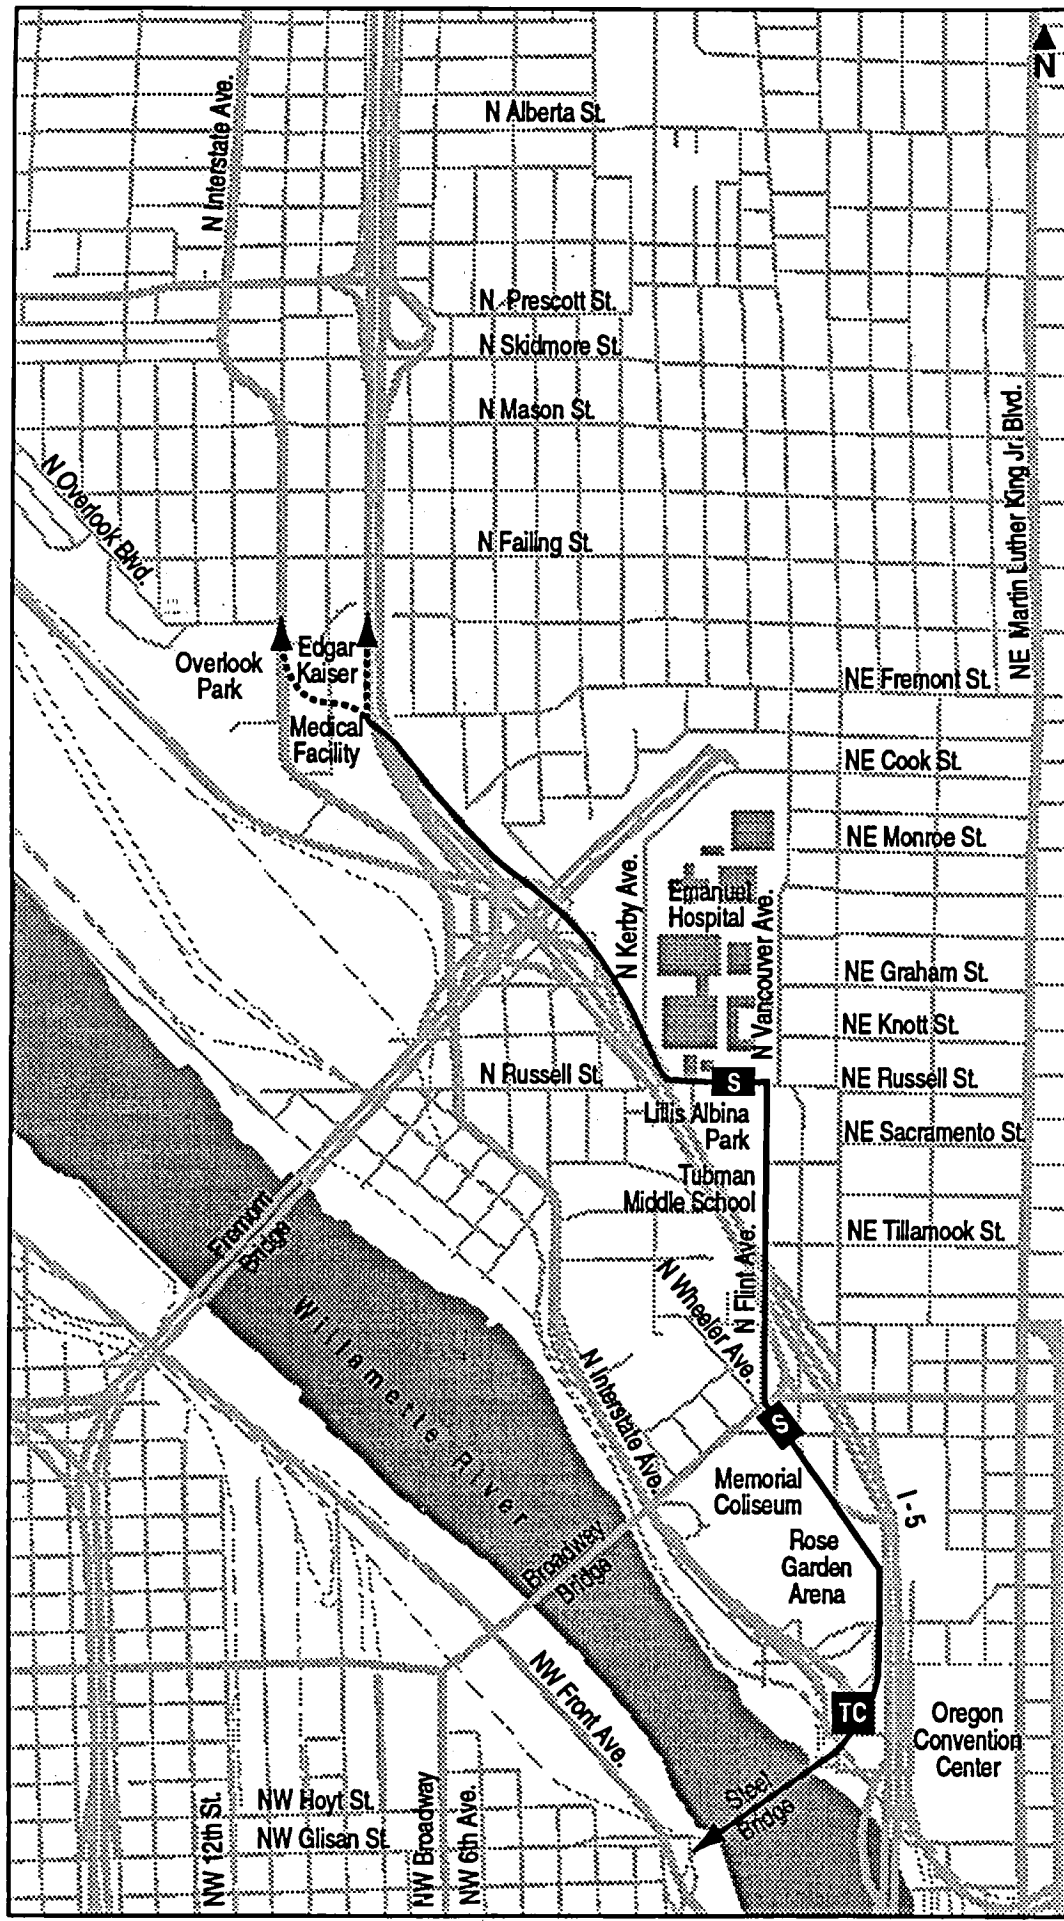 N
N Interstate Ave.
N Alberta St.
N. Prescott St.
N Skidmore St.
N Mason St.
NE Martin Luther King Jr. Blvd.
N Overlook Blvd.
N Failing St.
Overlook
Park
Edgar
Kaiser
Medical
Facility
NE Fremont St.
NE Cook St.
NE Monroe St.
N Kerby Ave.
Emanuel
Hospital
N Vancouver Ave.
NE Graham St.
NE Knott St.
N Russell St.
S
NE Russell St.
Lillis Albina
Park
NE Sacramento St.
Tubman
Middle School
Fremont
Bridge
N Flint Ave.
NE Tillamook St.
N Wheeler Ave.
Willamette River
N Interstate Ave.
S
Memorial
Coliseum
I-5
Rose
Garden
Arena
Broadway
Bridge
NW Front Ave.
TC
Oregon
Convention
Center
Steel
Bridge
NW 12th St.
NW Hoyt St.
NW Glisan St.
NW Broadway
NW 6th Ave.